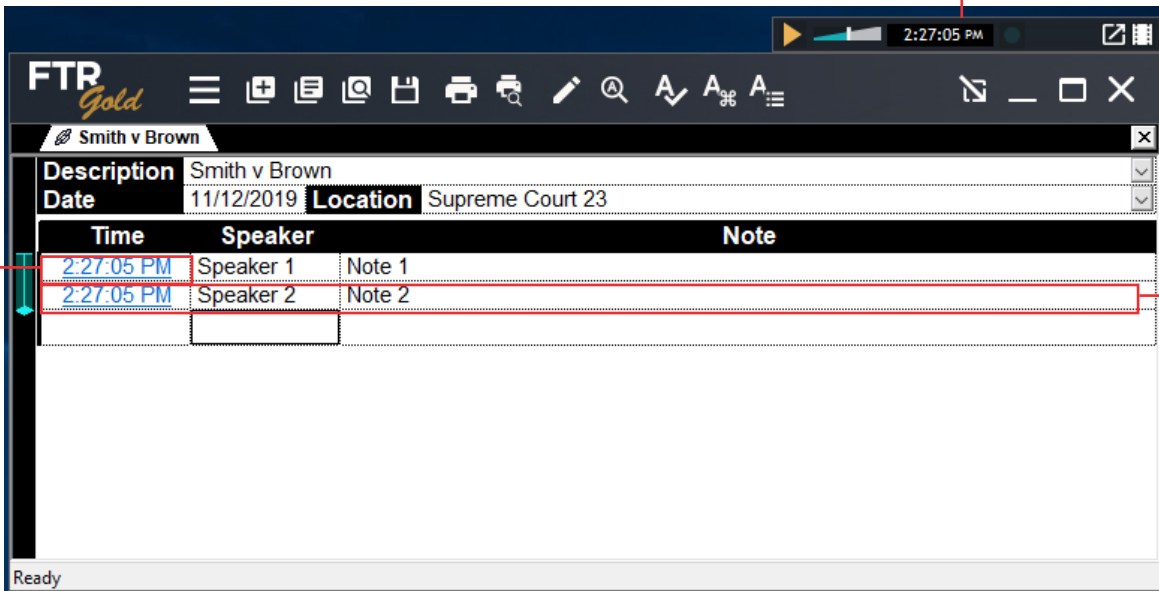 2:27:05 PM
FTR Gold
Smith v Brown
Description Smith v Brown
Date 11/12/2019 Location Supreme Court 23
Time Speaker Note
2:27:05 PM Speaker 1 Note 1
2:27:05 PM Speaker 2 Note 2
Ready